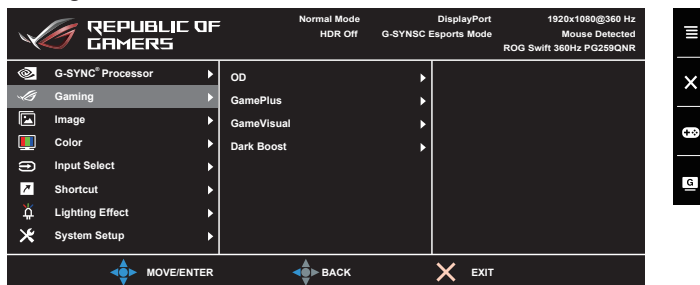 REPUBLIC OF
GAMERS
Normal Mode
HDR Off
DisplayPort
G-SYNSC Esports Mode
1920x1080@360 Hz
Mouse Detected
ROG Swift 360Hz PG259QNR
G-SYNC® Processor
Gaming
Image
Color
Input Select
Shortcut
Lighting Effect
System Setup
OD
GamePlus
GameVisual
Dark Boost
MOVE/ENTER
BACK
EXIT
G